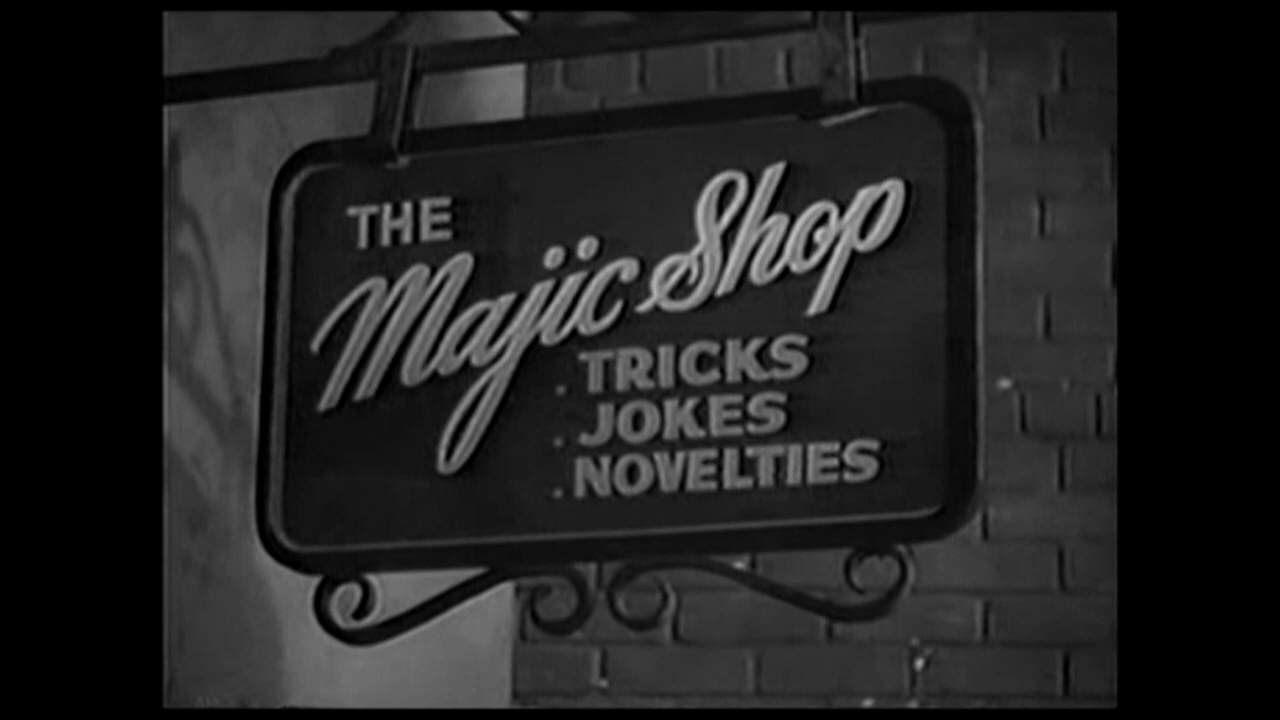 THE
Majic Shop
. TRICKS
. JOKES
. NOVELTIES